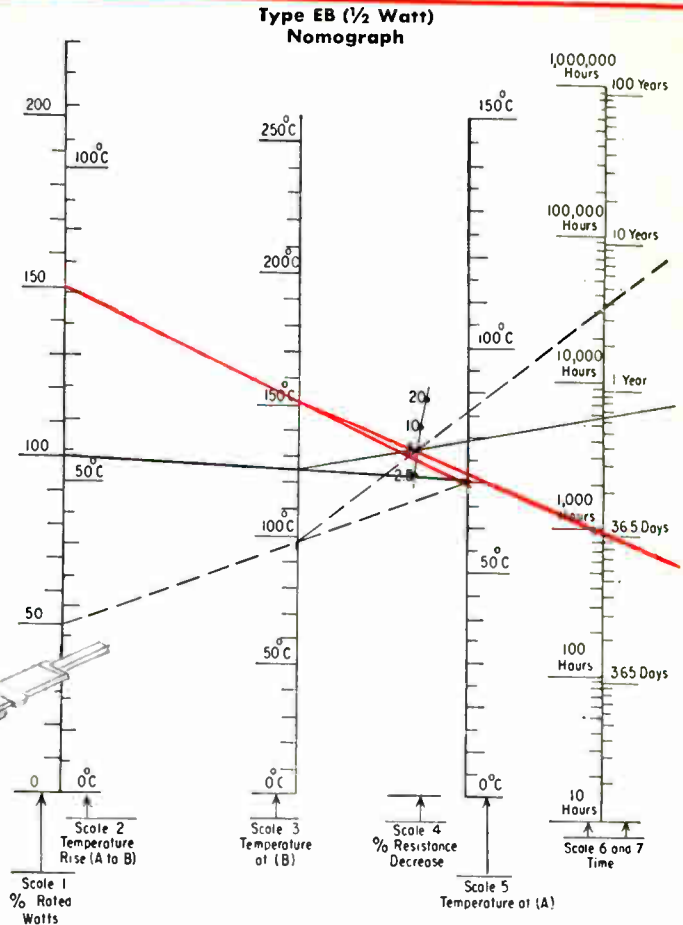 Type EB (½ Watt)
Nomograph
200
150
100
50
0
100°C
50°C
0°C
250°C
200°C
150°C
100°C
50°C
0°C
20
10
2.5
150°C
100°C
50°C
0°C
1,000,000
Hours
100,000
Hours
10,000
Hours
1,000
Hours
100
Hours
10
Hours
100 Years
10 Years
1 Year
365 Days
365 Days
Scale 1
% Rated
Watts
Scale 2
Temperature
Rise (A to B)
Scale 3
Temperature
at (B)
Scale 4
% Resistance
Decrease
Scale 5
Temperature at (A)
Scale 6 and 7
Time